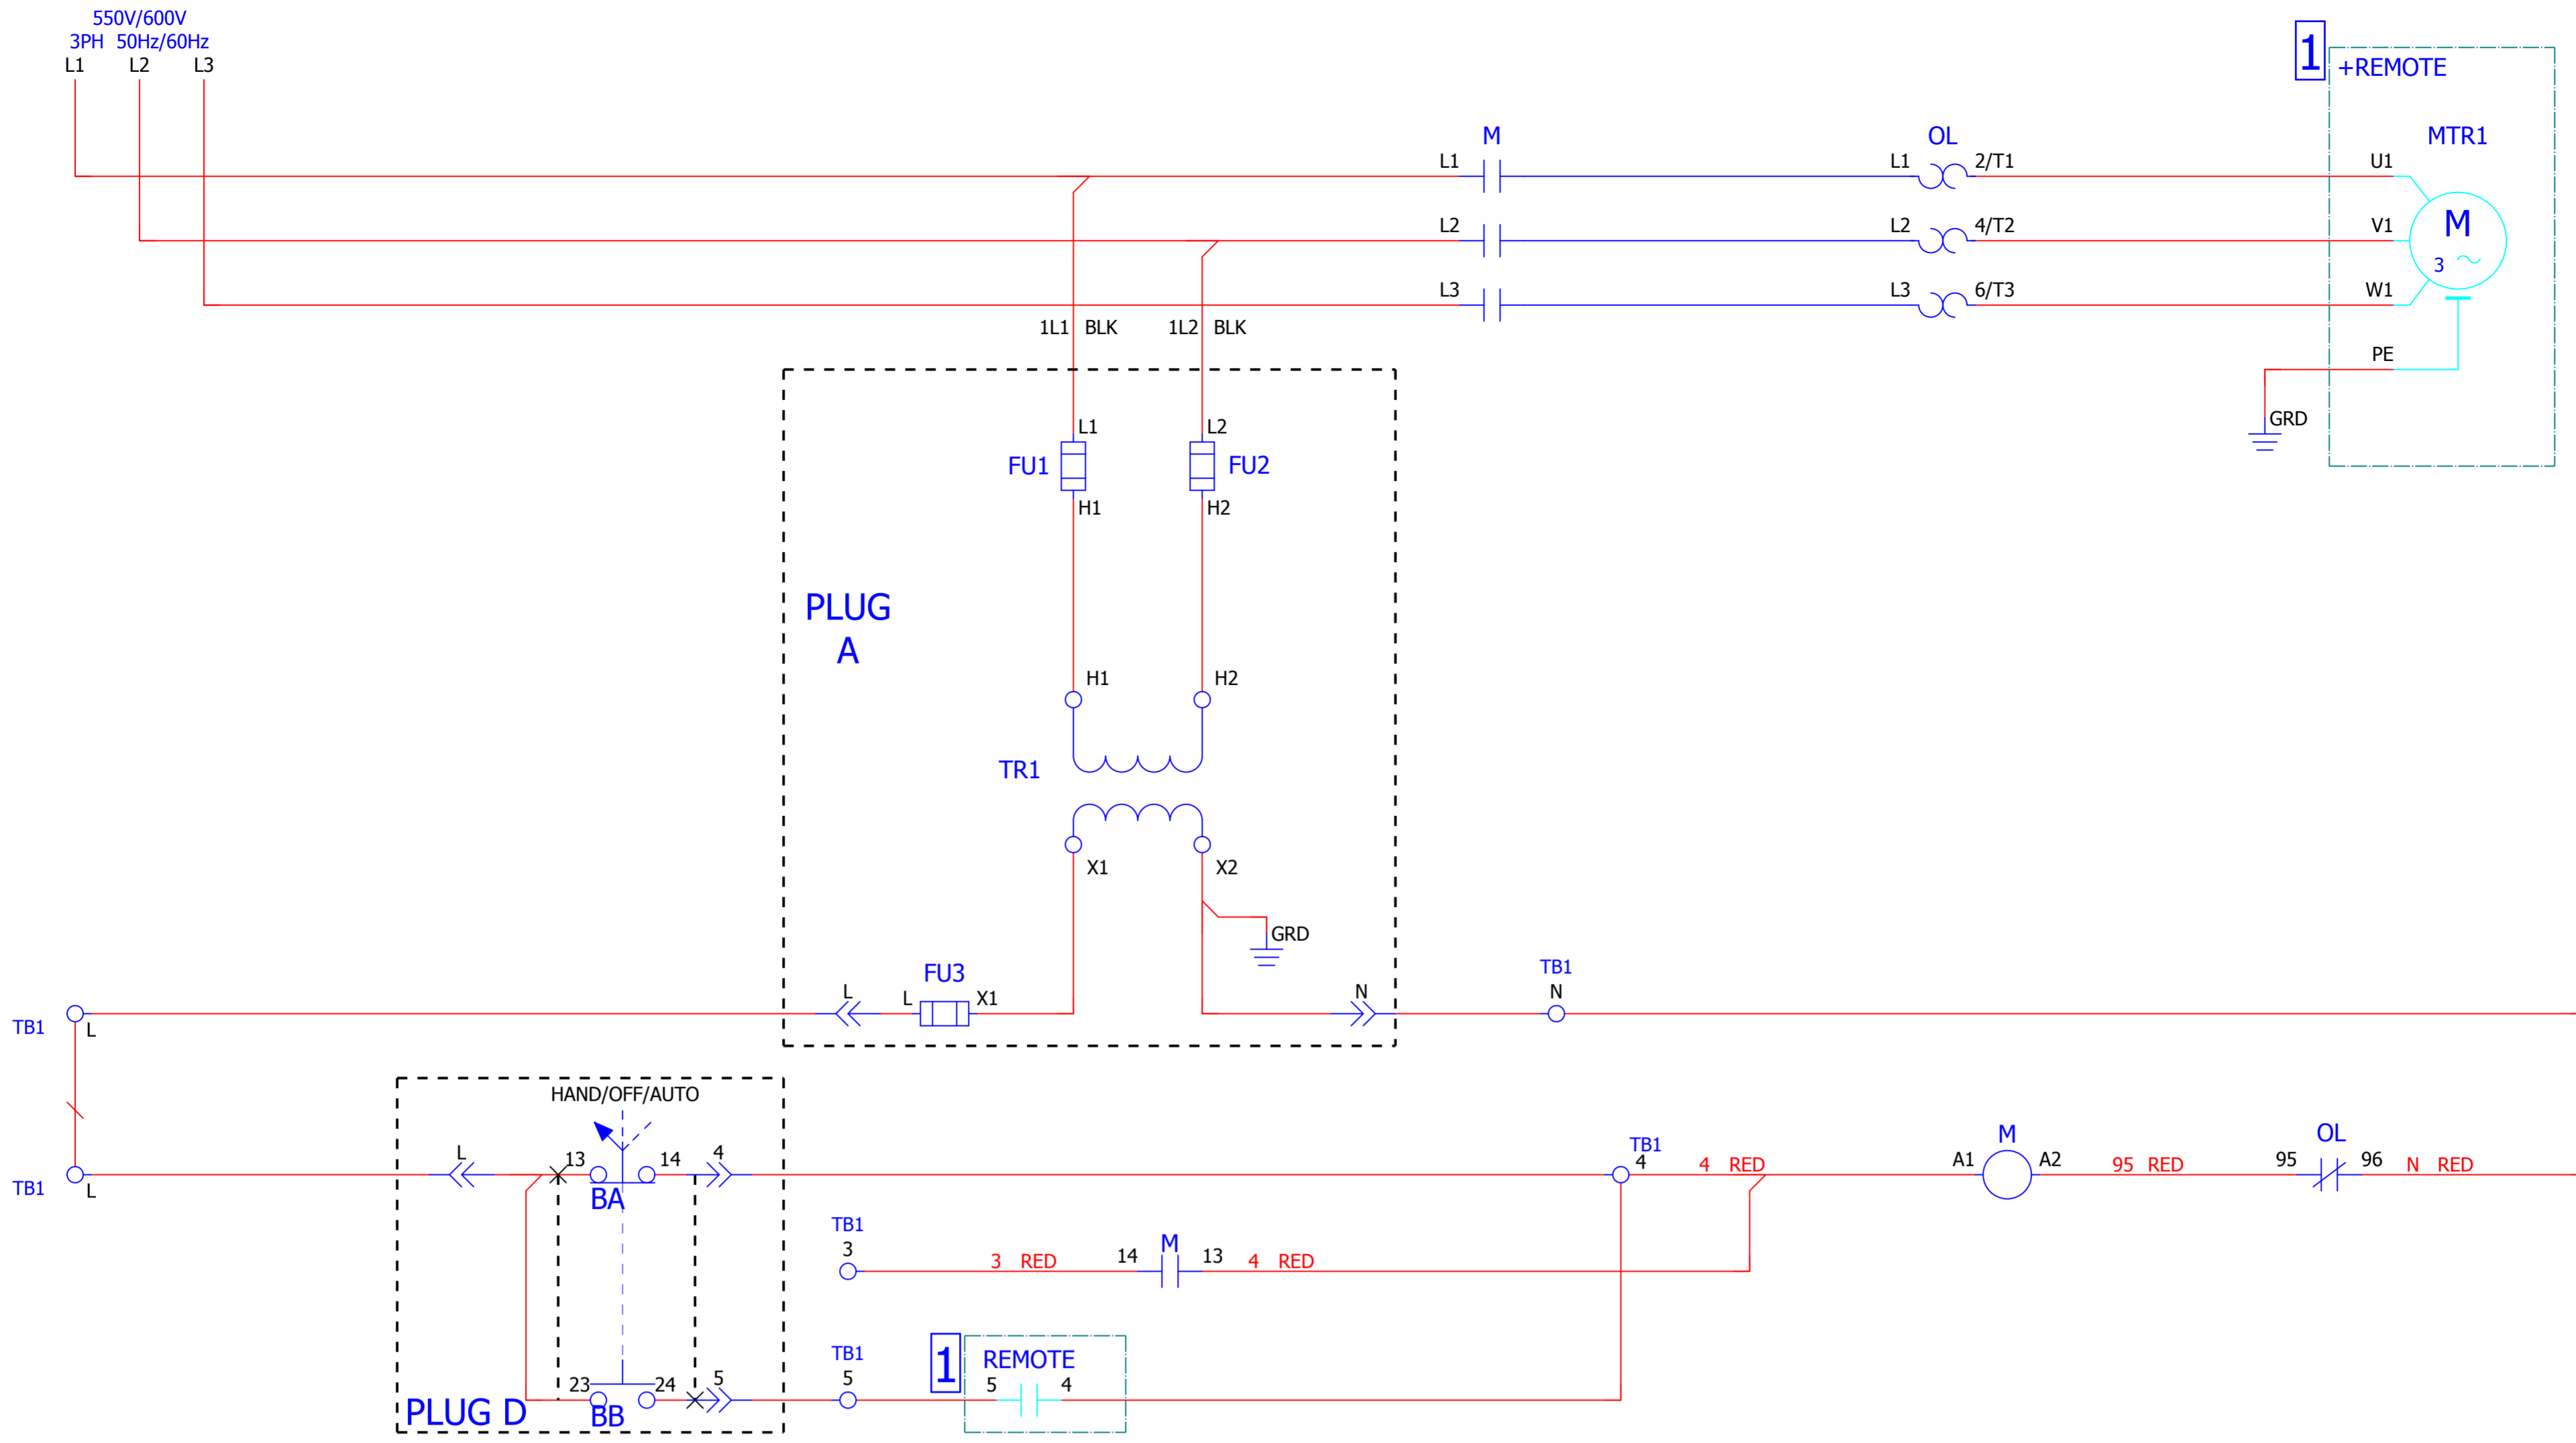 550V/600V
3PH 50Hz/60Hz
L1 L2 L3
1
+REMOTE
M
OL
MTR1
L1
L1 2/T1
U1
L2
L2 4/T2
V1
M
3
L3
L3 6/T3
W1
1L1 BLK
1L2 BLK
PE
GRD
L1
L2
FU1
FU2
H1
H2
PLUG
A
H1
H2
TR1
X1
X2
GRD
FU3
L
L
X1
N
TB1
N
TB1
L
HAND/OFF/AUTO
TB1
L
L
13
14
4
BA
TB1
4
4 RED
M
A1
A2
95 RED
OL
95
96
N RED
TB1
3
3 RED
14
M
13
4 RED
TB1
5
1
REMOTE
5
4
23
24
5
BB
PLUG D